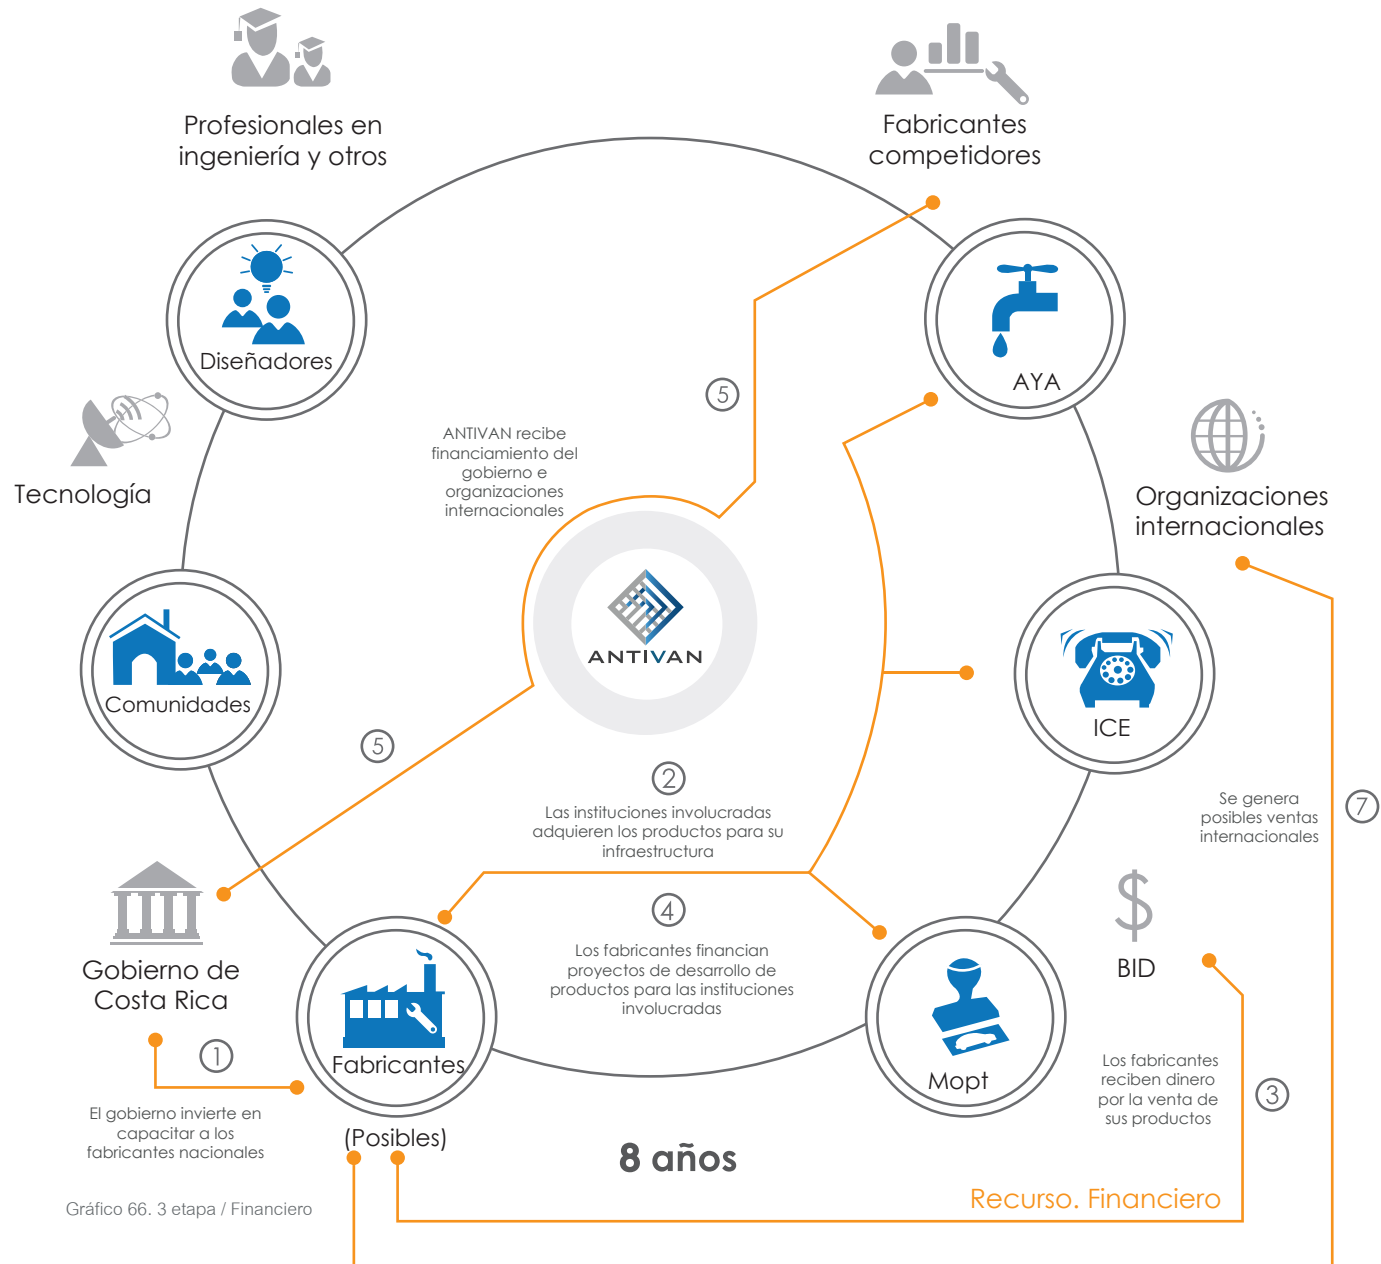 Profesionales en
ingeniería y otros
Fabricantes
competidores
Diseñadores
AYA
5
ANTIVAN recibe
financiamiento del
gobierno e
organizaciones
internacionales
Tecnología
Organizaciones
internacionales
ANTIVAN
Comunidades
ICE
5
2
Las instituciones involucradas
adquieren los productos para su
infraestructura
Se genera
posibles ventas
internacionales
7
4
Los fabricantes financian
proyectos de desarrollo de
productos para las instituciones
involucradas
Gobierno de
Costa Rica
BID
1
Fabricantes
(Posibles)
Mopt
El gobierno invierte en
capacitar a los
fabricantes nacionales
Los fabricantes
reciben dinero
por la venta de
sus productos
3
8 años
Recurso. Financiero
Gráfico 66. 3 etapa / Financiero